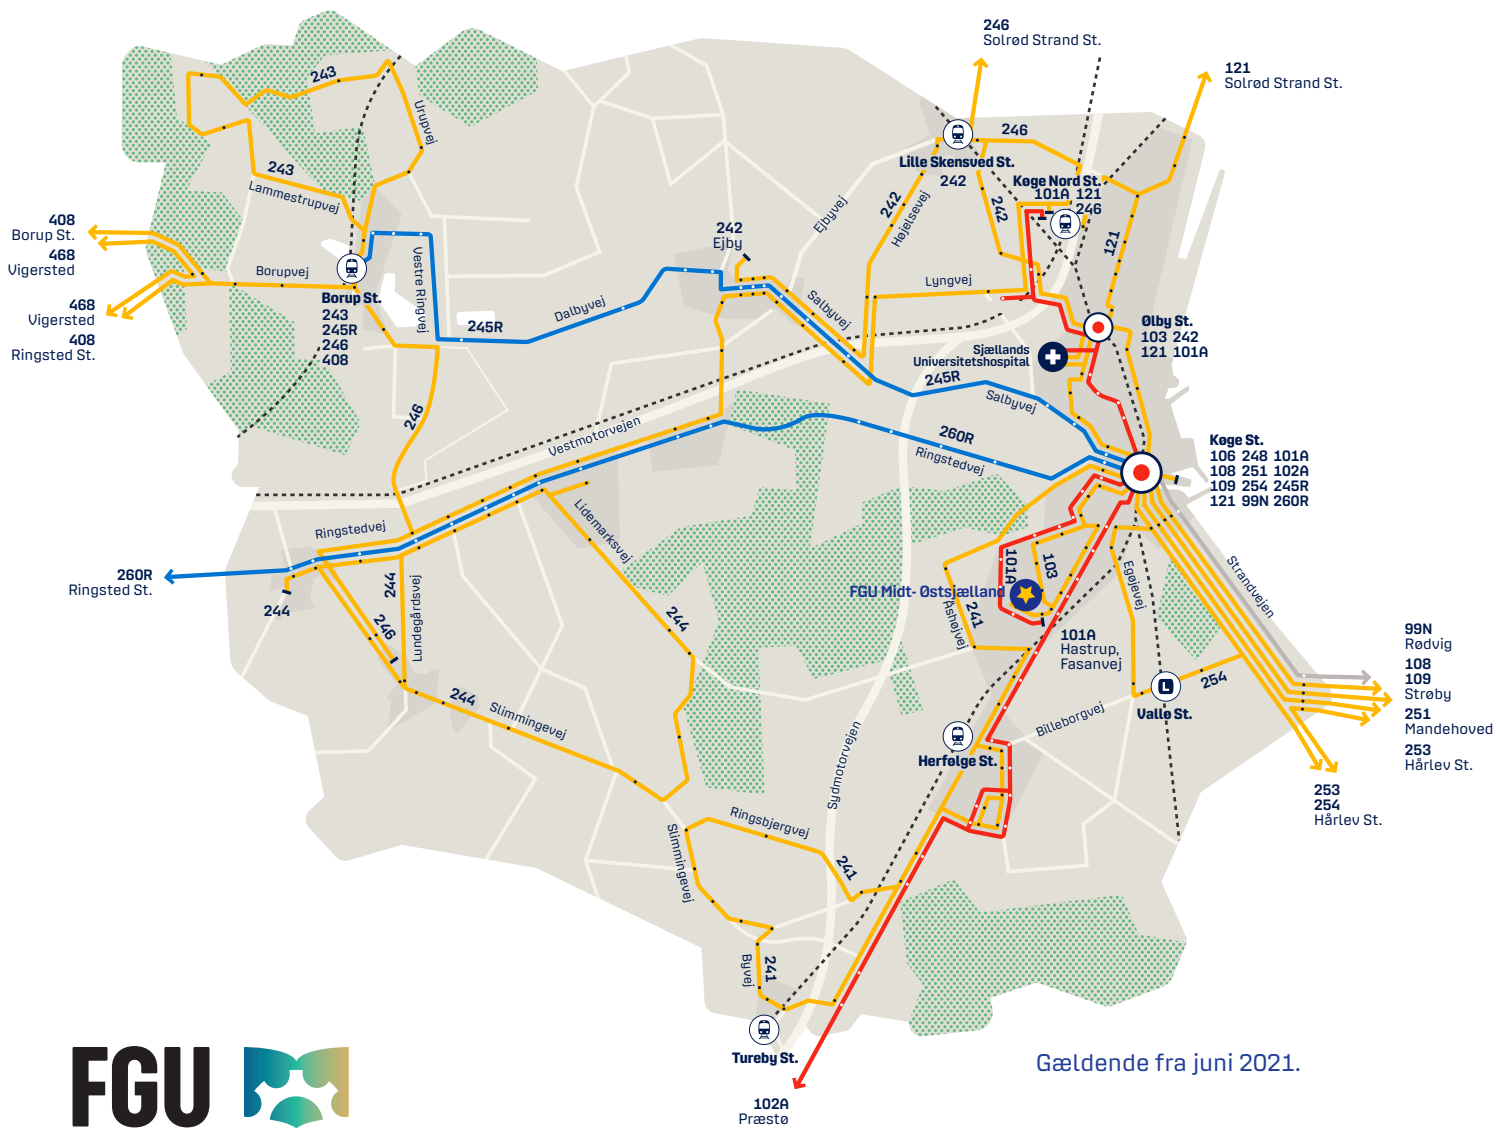 246
Solrød Strand St.
121
Solrød Strand St.
243
Urupvej
246
Lille Skensved St.
242
Køge Nord St.
101A 121
246
243
Lammestrupvej
242
Højelsevej
242
Ejbyvej
121
408
Borup St.
468
Vigersted
468
Vigersted
408
Ringsted St.
Borupvej
Borup St.
243
245R
246
408
Vestre Ringvej
245R
Dalbyvej
242
Ejby
Salbyvej
Lyngvej
Ølby St.
103 242
121 101A
Sjællands
Universitetshospital
245R
Salbyvej
246
Vestmotorvejen
260R
Ringstedvej
Køge St.
106 248 101A
108 251 102A
109 254 245R
121 99N 260R
Ringstedvej
Lidemarksvej
260R
Ringsted St.
244
244
Lundegårdsvej
246
244
101A
103
FGU Midt- Østsjælland
Egøjevej
Strandvejen
241
Ashøjvej
101A
Hastrup,
Fasanvej
99N
Rødvig
108
109
Strøby
251
Mandehoved
253
Hårlev St.
254
Vallø St.
244
Slimmingevej
Billeborgvej
Herfølge St.
Sydmotorvejen
253
254
Hårlev St.
Ringsbjergvej
Slimmingevej
241
Byvej
241
Tureby St.
Gældende fra juni 2021.
102A
Præstø
FGU